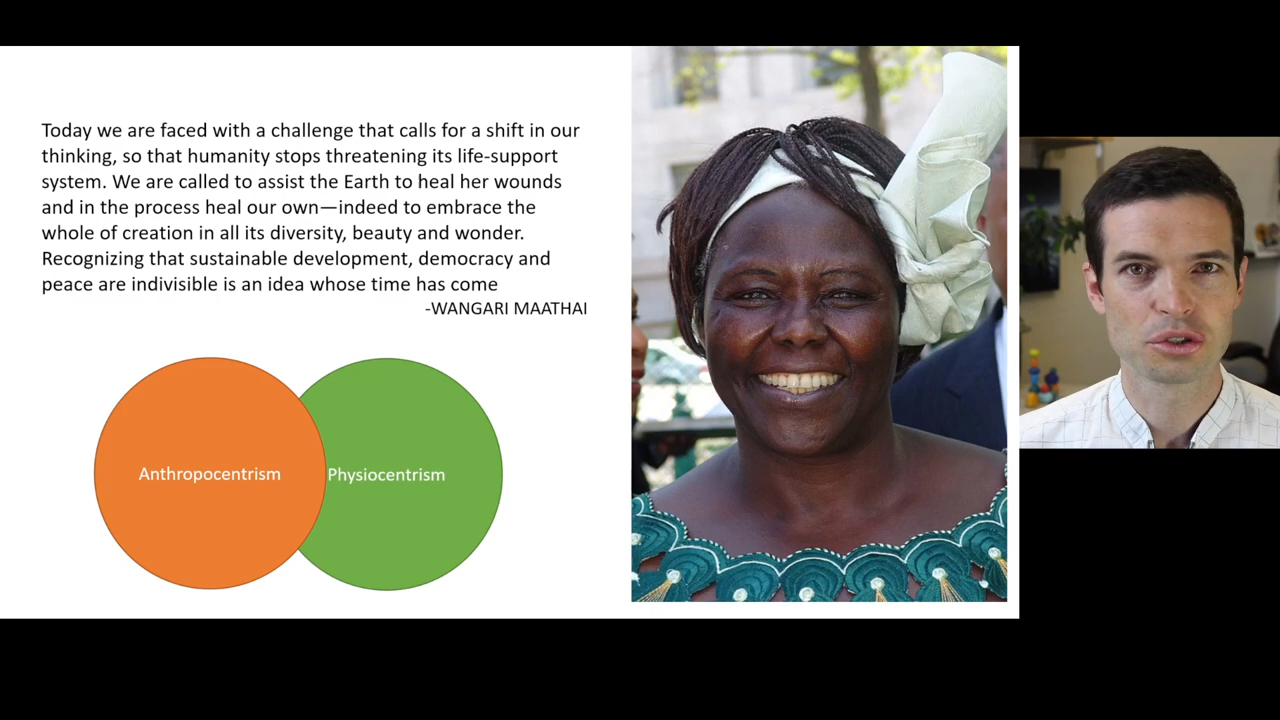 Today we are faced with a challenge that calls for a shift in our
thinking, so that humanity stops threatening its life-support
system. We are called to assist the Earth to heal her wounds
and in the process heal our own—indeed to embrace the
whole of creation in all its diversity, beauty and wonder.
Recognizing that sustainable development, democracy and
peace are indivisible is an idea whose time has come
-WANGARI MAATHAI
Anthropocentrism
Physiocentrism